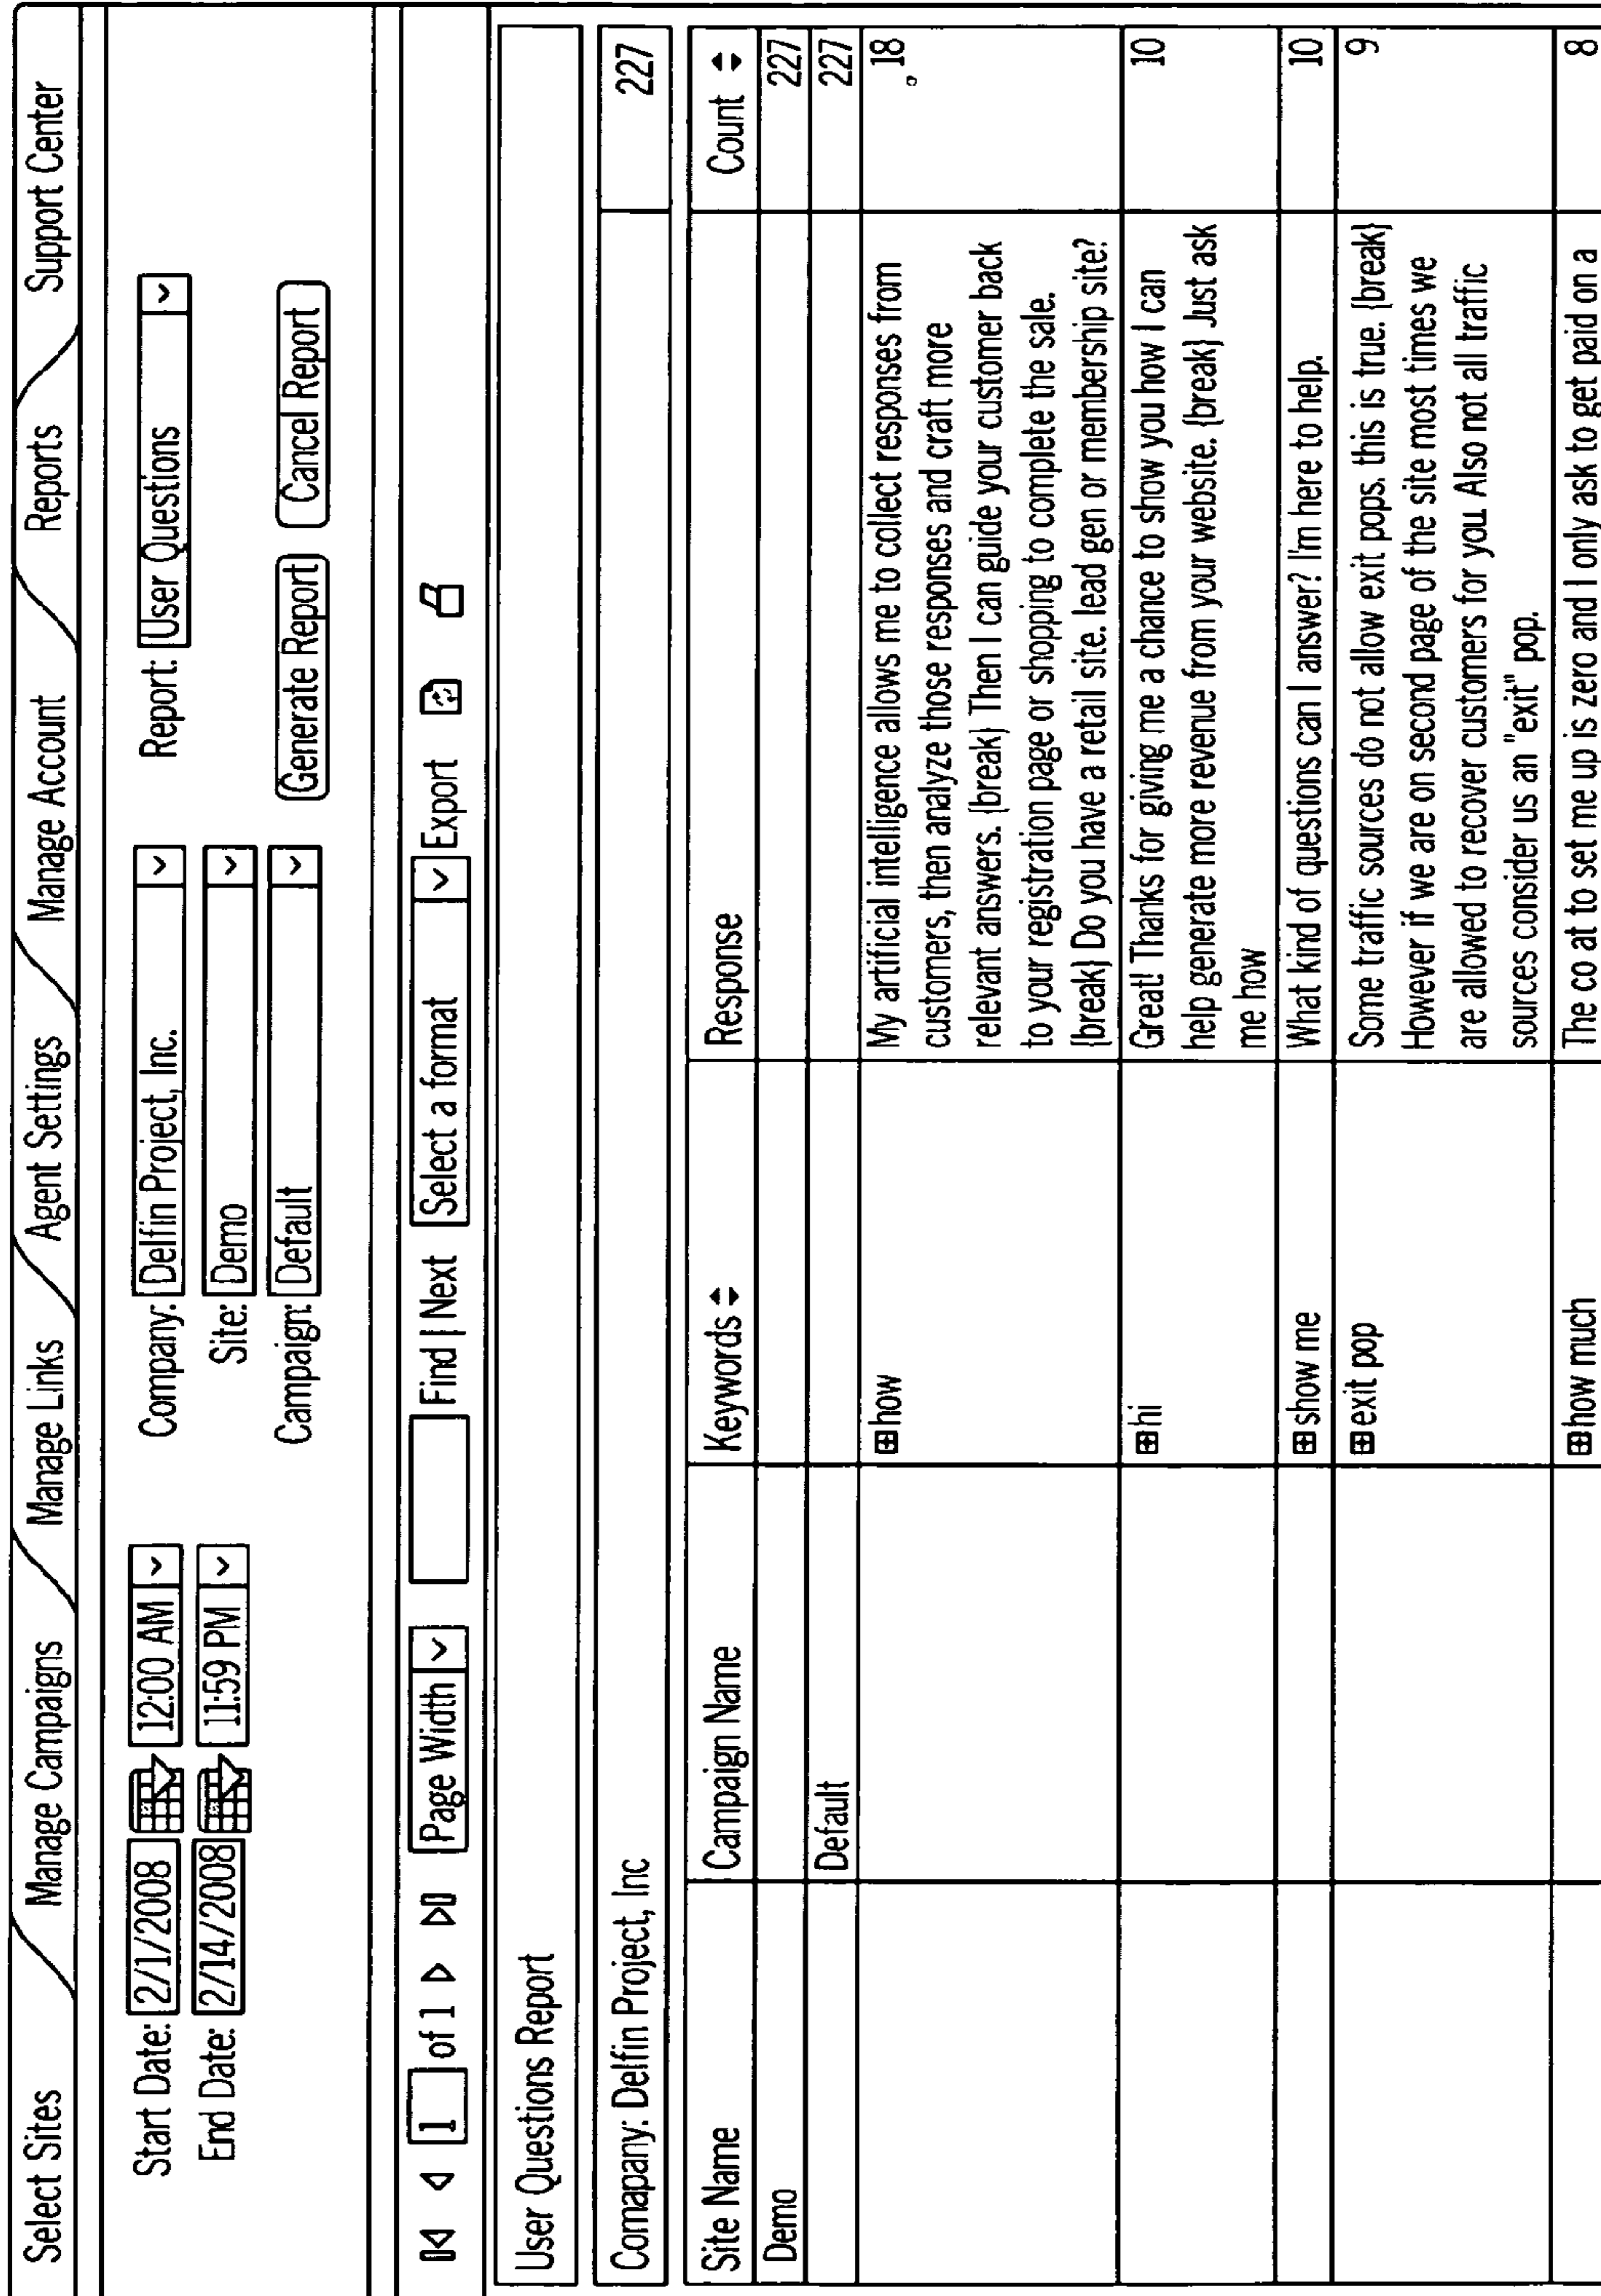 Select Sites Manage Campaigns Manage Links Agent Settings Manage Account Reports Support Center
Start Date: 2/1/2008 12:00 AM Company: Delfin Project, Inc. Report: User Questions
End Date: 2/14/2008 11:59 PM Site: Demo
Campaign: Default Generate Report Cancel Report
1 of 1 Page Width Find | Next Select a format Export
User Questions Report
Comapany: Delfin Project, Inc 227
Site Name Campaign Name Keywords Response Count
Demo 227
Default 227
how My artificial intelligence allows me to collect responses from 18
customers, then analyze those responses and craft more
relevant answers. {break} Then I can guide your customer back
to your registration page or shopping to complete the sale.
{break} Do you have a retail site. lead gen or membership site?
hi Great! Thanks for giving me a chance to show you how I can 10
help generate more revenue from your website. {break} Just ask
me how
show me What kind of questions can I answer? I'm here to help. 10
exit pop Some traffic sources do not allow exit pops. this is true. {break} 9
However if we are on second page of the site most times we
are allowed to recover customers for you. Also not all traffic
sources consider us an "exit" pop.
how much The co at to set me up is zero and I only ask to get paid on a 8